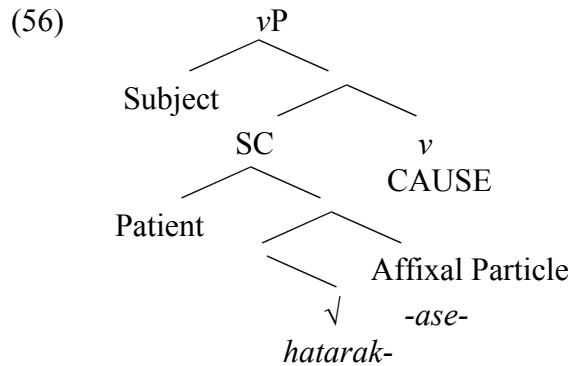 (56) vP
Subject
SC v
CAUSE
Patient
Affixal Particle
√ -ase-
hatarak-